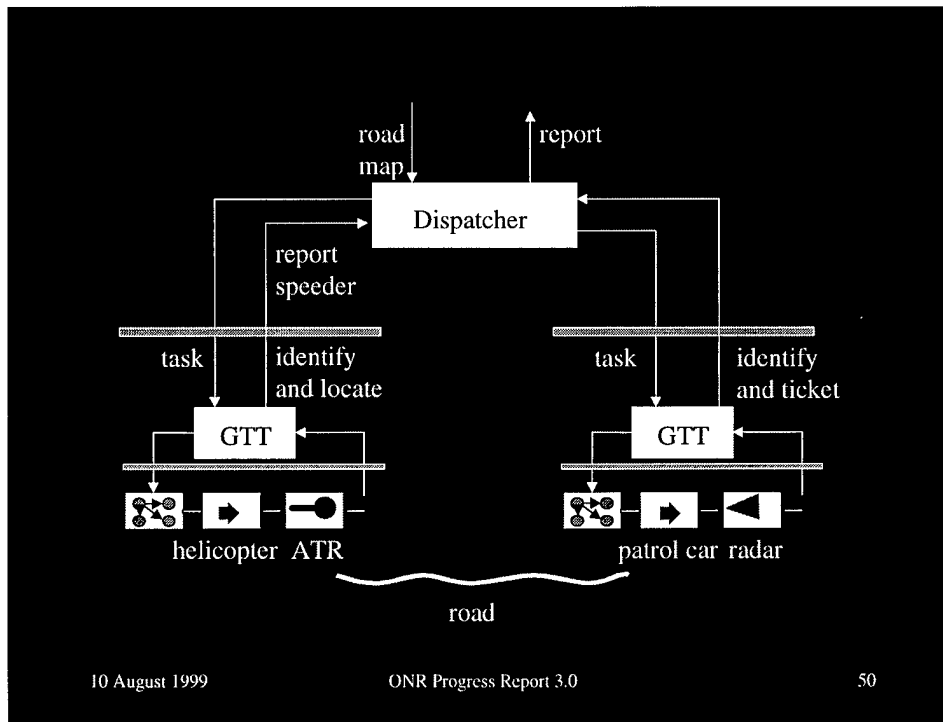 road
map
report
Dispatcher
report
speeder
task
identify
and locate
task
identify
and ticket
GTT
GTT
helicopter ATR
patrol car radar
road
10 August 1999
ONR Progress Report 3.0
50